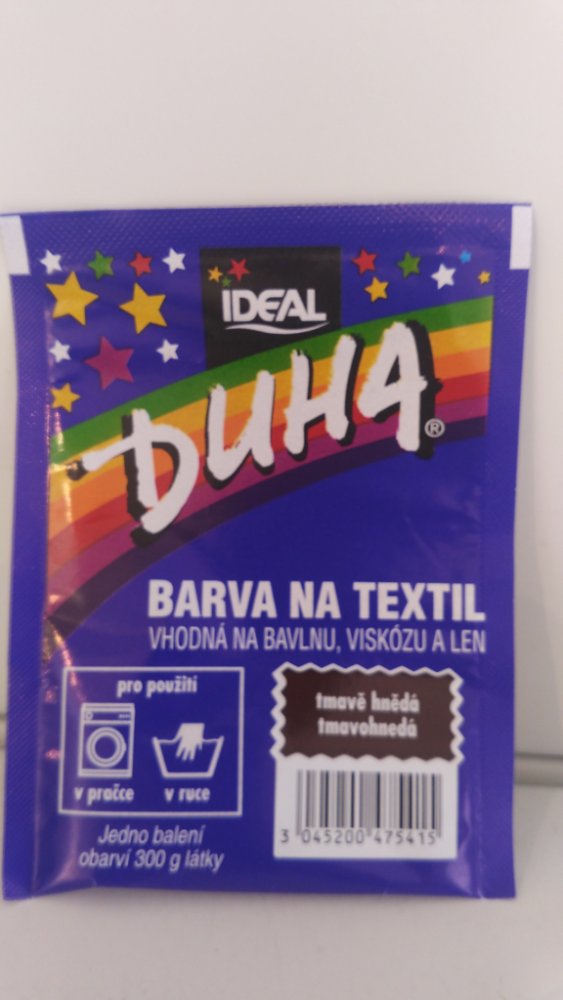 IDEAL
DUHA®
BARVA NA TEXTIL
VHODNÁ NA BAVLNU, VISKÓZU A LEN
pro použití
v pračce v ruce
Jedno balení
obarví 300 g látky
tmavě hnědá
tmavohnedá
3 045200 475415